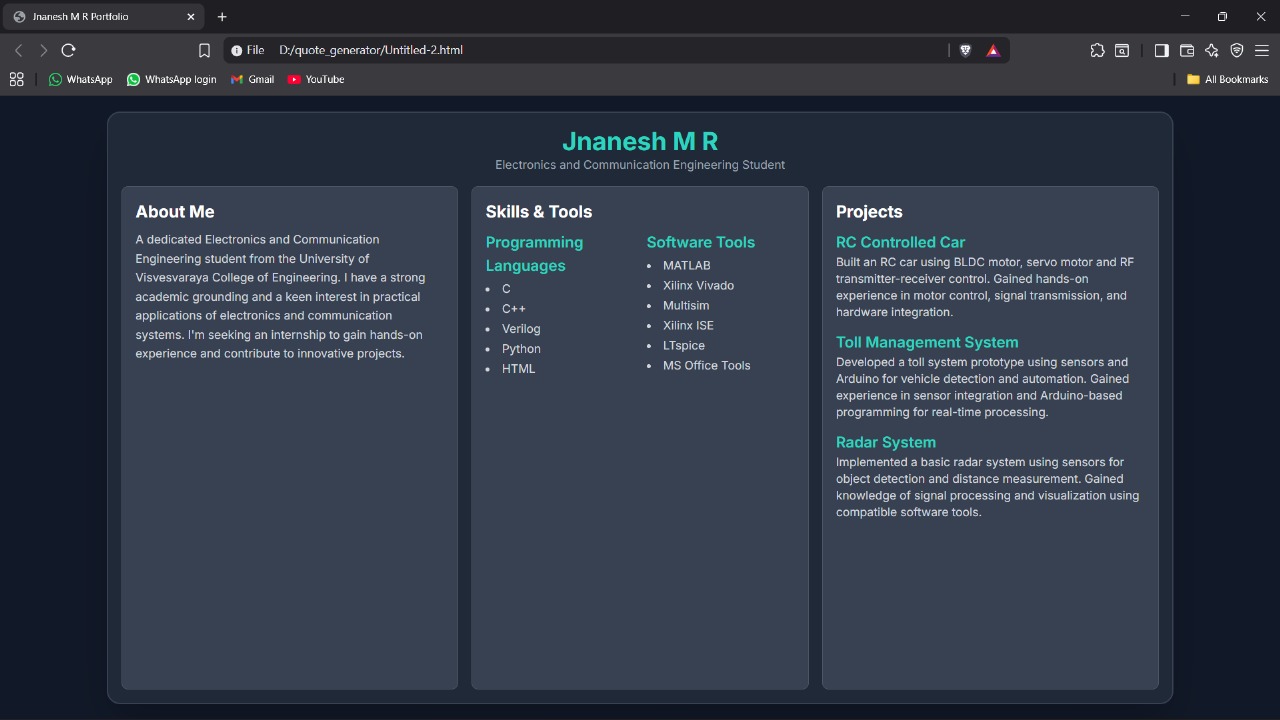 Jnanesh M R Portfolio
File D:/quote_generator/Untitled-2.html
WhatsApp WhatsApp login Gmail YouTube All Bookmarks
Jnanesh M R
Electronics and Communication Engineering Student
About Me
A dedicated Electronics and Communication
Engineering student from the University of
Visvesvaraya College of Engineering. I have a strong
academic grounding and a keen interest in practical
applications of electronics and communication
systems. I'm seeking an internship to gain hands-on
experience and contribute to innovative projects.
Skills & Tools
Programming
Languages
• C
• C++
• Verilog
• Python
• HTML
Software Tools
• MATLAB
• Xilinx Vivado
• Multisim
• Xilinx ISE
• LTspice
• MS Office Tools
Projects
RC Controlled Car
Built an RC car using BLDC motor, servo motor and RF
transmitter-receiver control. Gained hands-on
experience in motor control, signal transmission, and
hardware integration.
Toll Management System
Developed a toll system prototype using sensors and
Arduino for vehicle detection and automation. Gained
experience in sensor integration and Arduino-based
programming for real-time processing.
Radar System
Implemented a basic radar system using sensors for
object detection and distance measurement. Gained
knowledge of signal processing and visualization using
compatible software tools.